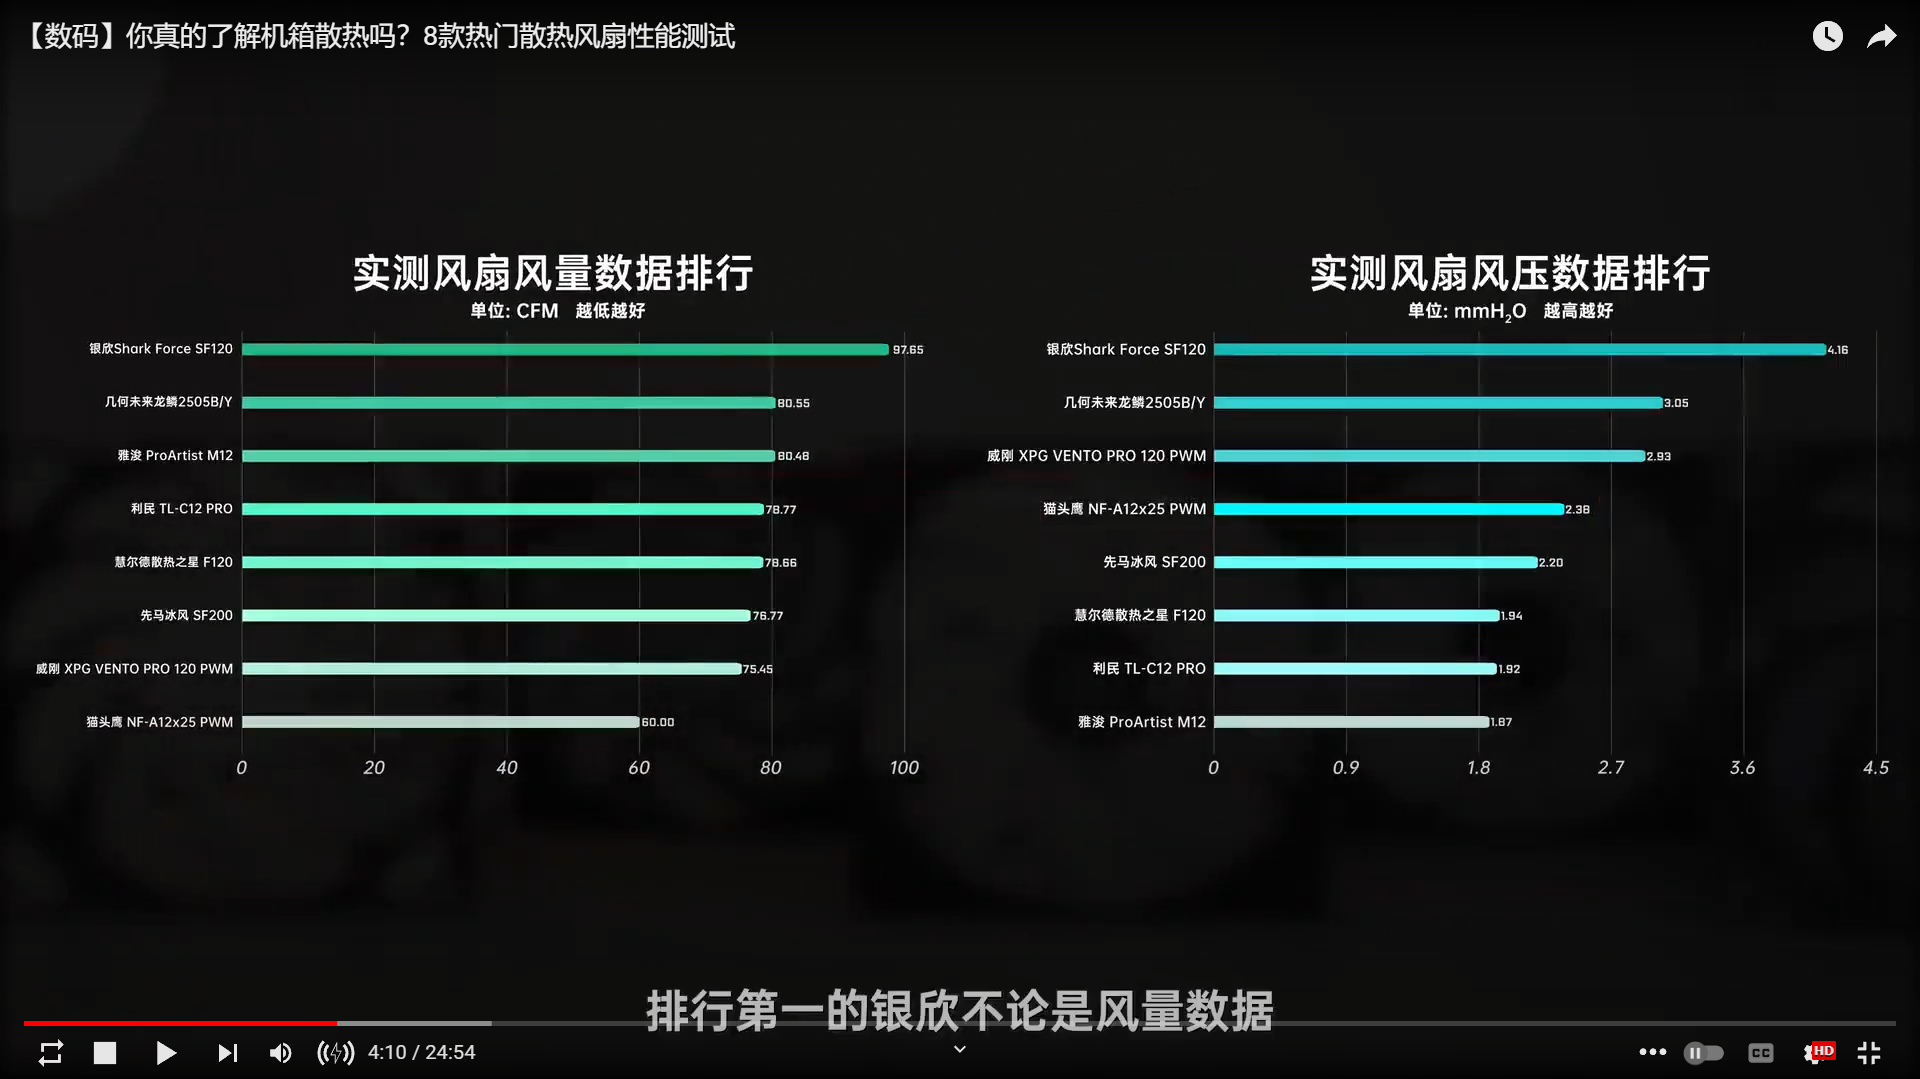 【数码】你真的了解机箱散热吗？8款热门散热风扇性能测试
实测风扇风量数据排行
单位: CFM 越低越好
银欣Shark Force SF120 97.65
几何未来龙鳞2505B/Y 80.55
雅浚 ProArtist M12 80.48
利民 TL-C12 PRO 78.77
慧尔德散热之星 F120 78.66
先马冰风 SF200 76.77
威刚 XPG VENTO PRO 120 PWM 75.45
猫头鹰 NF-A12x25 PWM 60.00
0 20 40 60 80 100
实测风扇风压数据排行
单位: mmH₂O 越高越好
银欣Shark Force SF120 4.16
几何未来龙鳞2505B/Y 3.05
威刚 XPG VENTO PRO 120 PWM 2.93
猫头鹰 NF-A12x25 PWM 2.38
先马冰风 SF200 2.20
慧尔德散热之星 F120 1.94
利民 TL-C12 PRO 1.92
雅浚 ProArtist M12 1.87
0 0.9 1.8 2.7 3.6 4.5
排行第一的银欣不论是风量数据
4:10 / 24:54
CC
HD